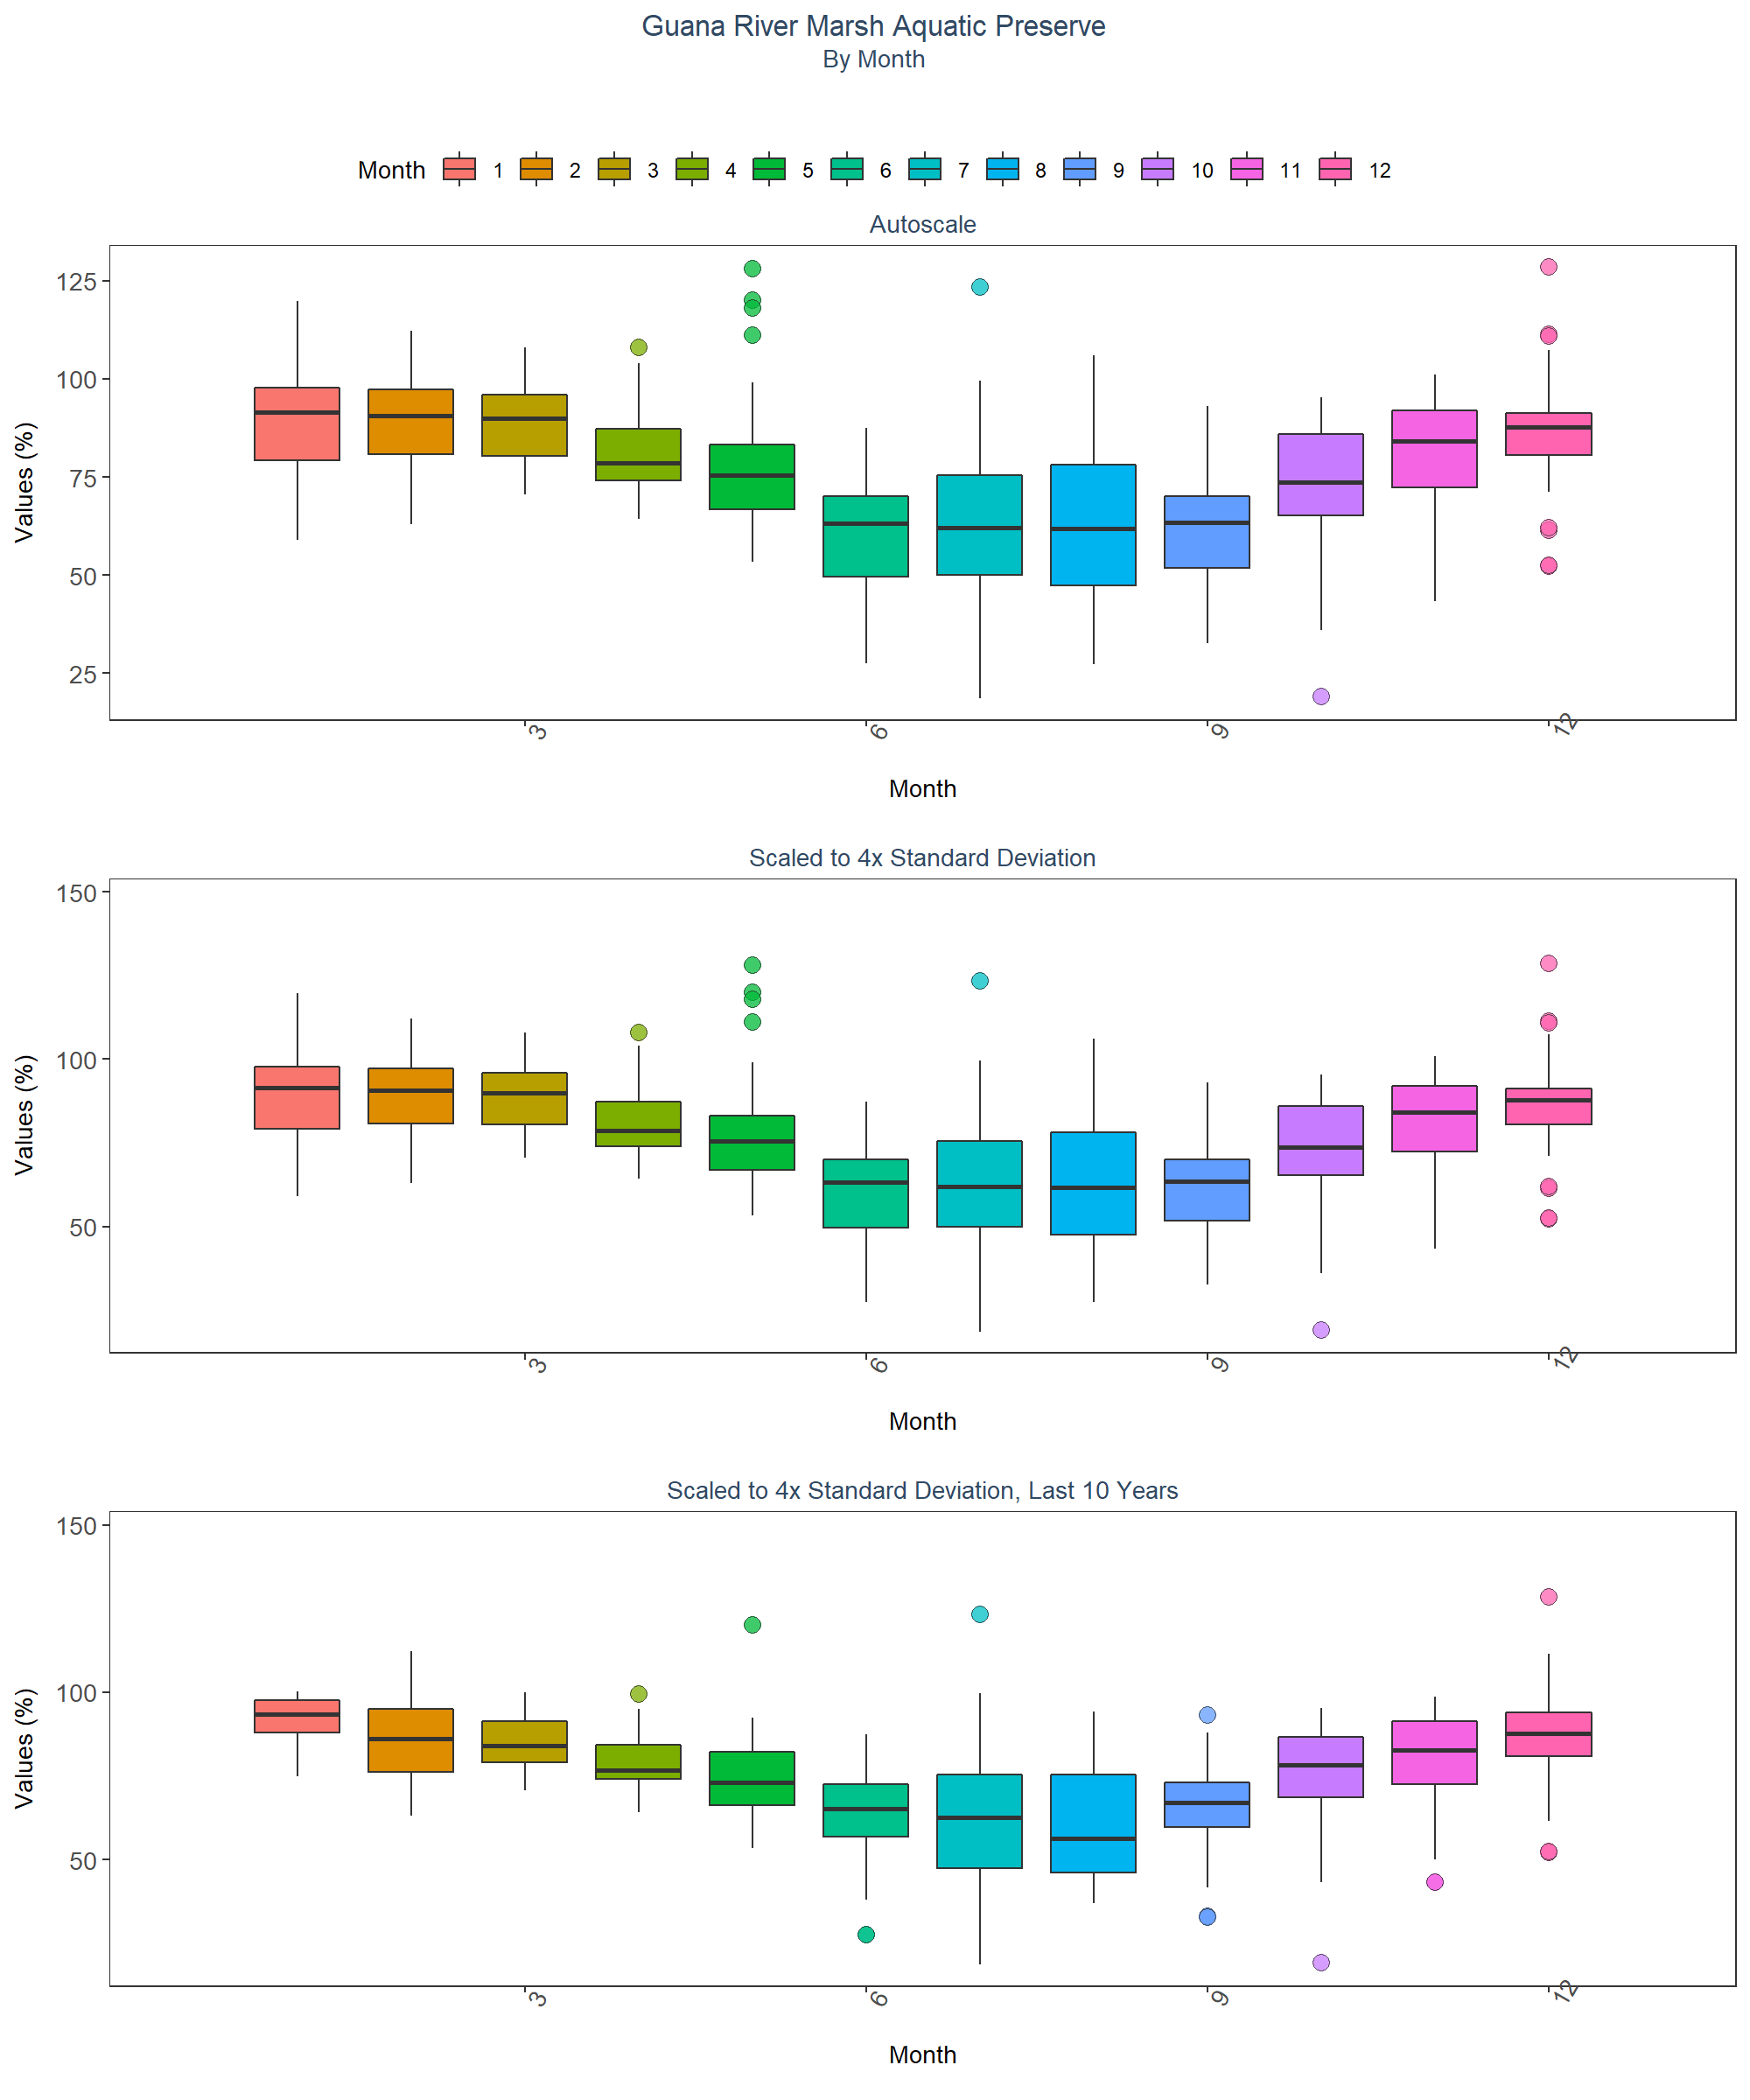 Guana River Marsh Aquatic Preserve
By Month
Month 1 2 3 4 5 6 7 8 9 10 11 12
Autoscale
Values (%)
125
100
75
50
25
3 6 9 12
Month
Scaled to 4x Standard Deviation
Values (%)
150
100
50
3 6 9 12
Month
Scaled to 4x Standard Deviation, Last 10 Years
Values (%)
150
100
50
3 6 9 12
Month